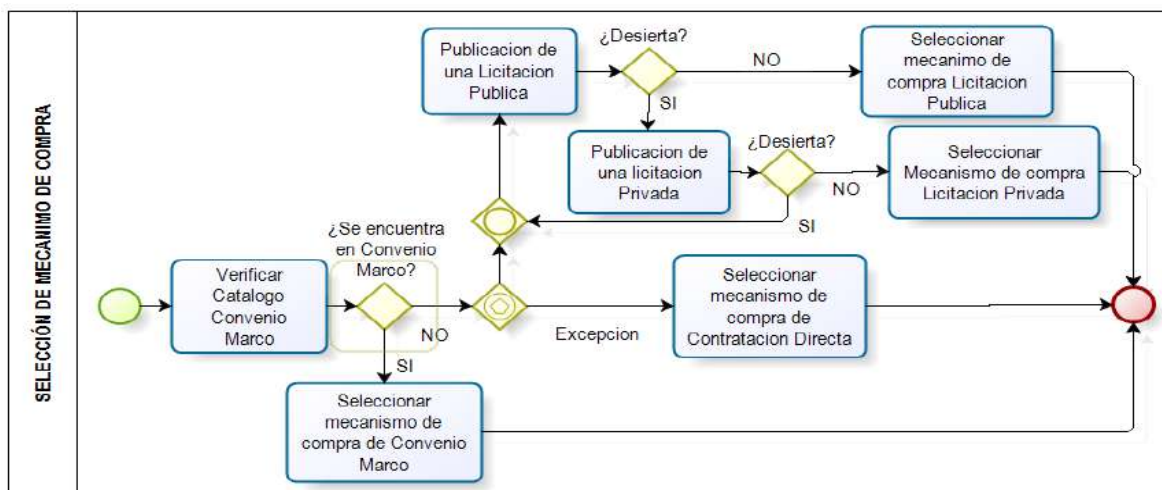 SELECCIÓN DE MECANIMO DE COMPRA
Publicacion de
una Licitacion
Publica
¿Desierta?
NO
SI
Seleccionar
mecanimo de
compra Licitacion
Publica
Publicacion de
una licitacion
Privada
¿Desierta?
NO
SI
Seleccionar
Mecanismo de compra
Licitacion Privada
Verificar
Catalogo
Convenio
Marco
¿Se encuentra
en Convenio
Marco?
NO
SI
Excepcion
Seleccionar
mecanismo de
compra de
Contratacion Directa
Seleccionar
mecanismo de
compra de Convenio
Marco